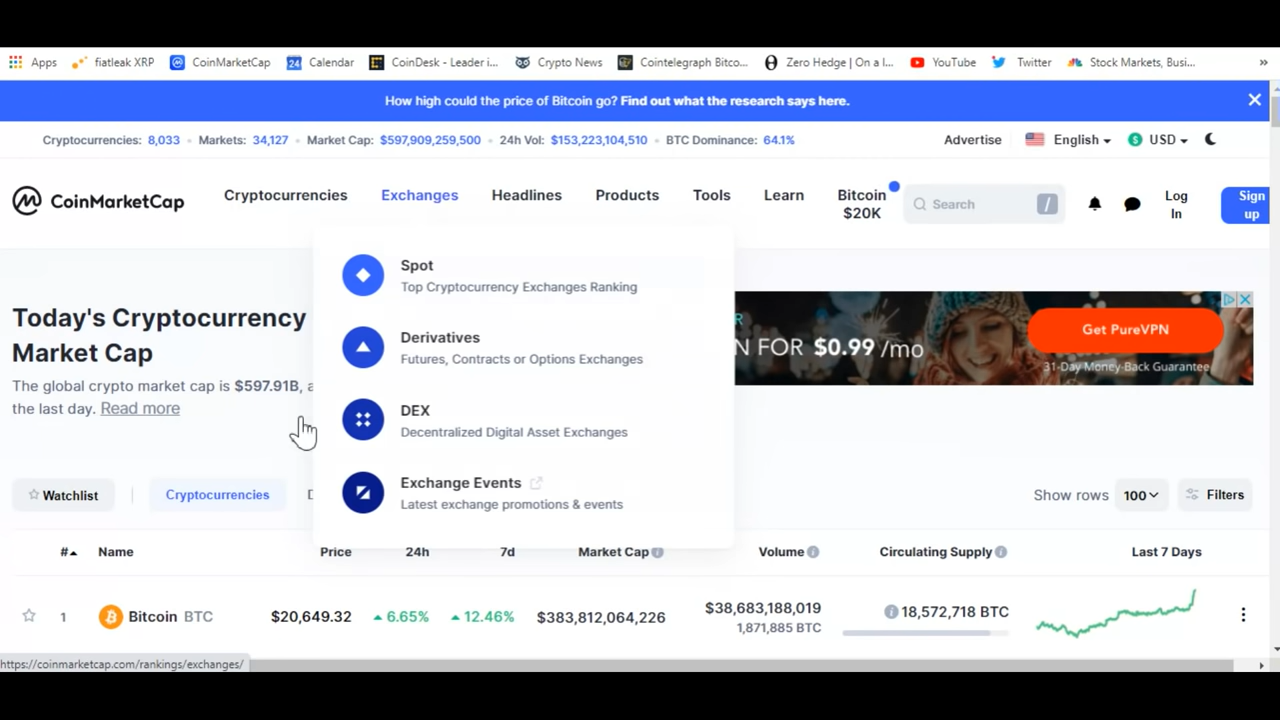 Apps fiatleak XRP CoinMarketCap Calendar CoinDesk - Leader i... Crypto News Cointelegraph Bitco... Zero Hedge | On a l... YouTube Twitter Stock Markets, Busi... »
How high could the price of Bitcoin go? Find out what the research says here.
Cryptocurrencies: 8,033 Markets: 34,127 Market Cap: $597,909,259,500 24h Vol: $153,223,104,510 BTC Dominance: 64.1% Advertise English USD
CoinMarketCap Cryptocurrencies Exchanges Headlines Products Tools Learn Bitcoin $20K Search / Log In Sign up
Spot
Top Cryptocurrency Exchanges Ranking
Derivatives
Futures, Contracts or Options Exchanges
DEX
Decentralized Digital Asset Exchanges
Exchange Events
Latest exchange promotions & events
Today's Cryptocurrency
Market Cap
The global crypto market cap is $597.91B,
the last day. Read more
N FOR $0.99 /mo
Get PureVPN
31-Day Money-Back Guarantee
Watchlist Cryptocurrencies Show rows 100 Filters
# Name Price 24h 7d Market Cap Volume Circulating Supply Last 7 Days
1 Bitcoin BTC $20,649.32 6.65% 12.46% $383,812,064,226 $38,683,188,019 18,572,718 BTC
1,871,885 BTC
https://coinmarketcap.com/rankings/exchanges/